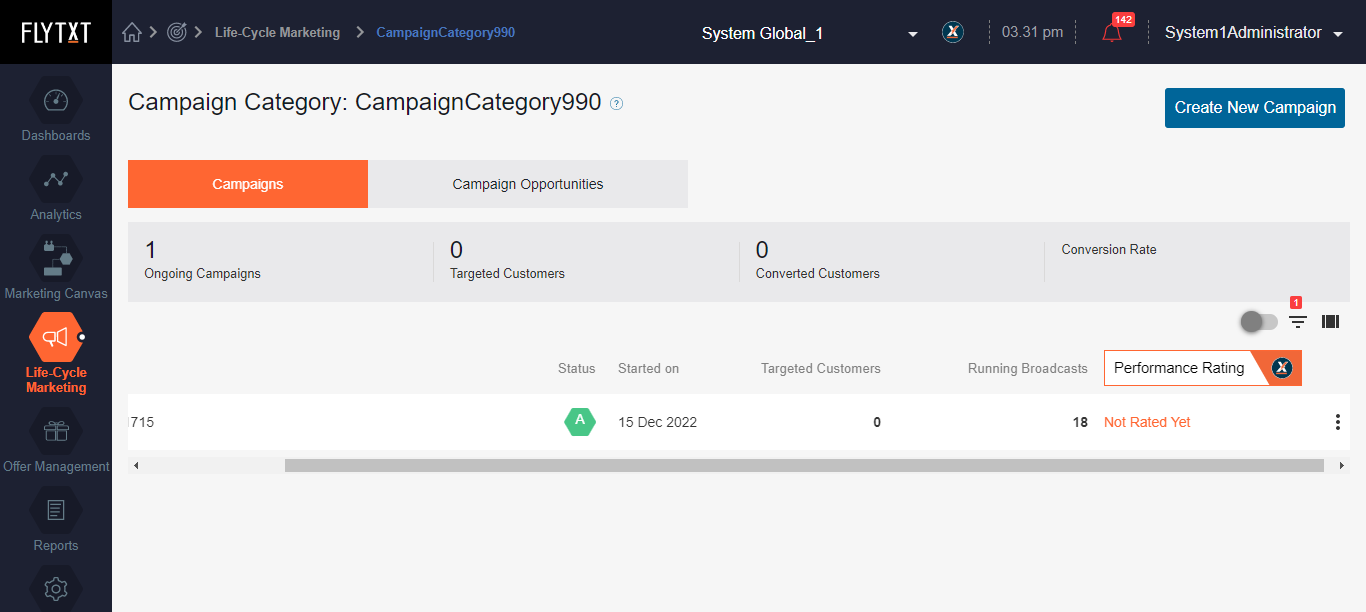 FLYTXT
Life-Cycle Marketing
CampaignCategory990
System Global_1
03.31 pm
142
System1Administrator
Dashboards
Analytics
Marketing Canvas
Life-Cycle
Marketing
Offer Management
Reports
Campaign Category: CampaignCategory990 ?
Create New Campaign
Campaigns
Campaign Opportunities
1
Ongoing Campaigns
0
Targeted Customers
0
Converted Customers
Conversion Rate
1
Status
Started on
Targeted Customers
Running Broadcasts
Performance Rating
X
1715
A
15 Dec 2022
0
18
Not Rated Yet